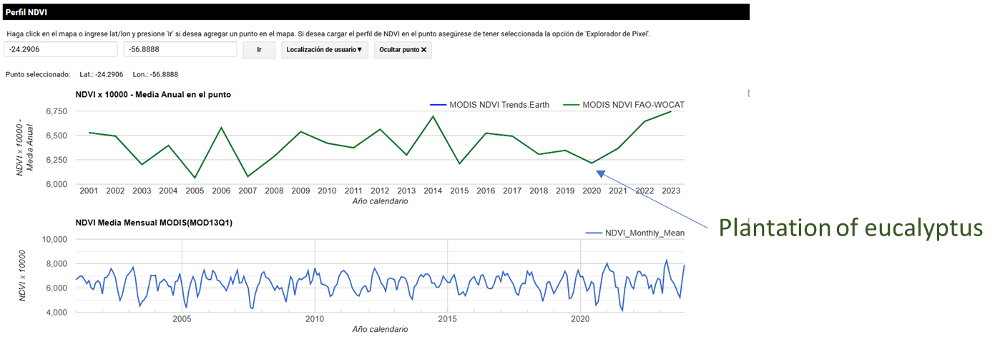 Perfil NDVI
Haga click en el mapa o ingrese lat/lon y presione 'Ir' si desea agregar un punto en el mapa. Si desea cargar el perfil de NDVI en el punto asegúrese de tener seleccionada la opción de 'Explorador de Pixel'.
-24.2906 -56.8888 Ir Localización de usuario▼ Ocultar punto ✕
Punto seleccionado: Lat.: -24.2906 Lon.: -56.8888
NDVI x 10000 - Media Anual en el punto
MODIS NDVI Trends.Earth MODIS NDVI FAO-WOCAT
NDVI x 10000 -
Media Anual
6,750
6,500
6,250
6,000
2001 2002 2003 2004 2005 2006 2007 2008 2009 2010 2011 2012 2013 2014 2015 2016 2017 2018 2019 2020 2021 2022 2023
Año calendario
Plantation of eucalyptus
NDVI Media Mensual MODIS(MOD13Q1)
NDVI_Monthly_Mean
NDVI x 10000
10,000
8,000
6,000
4,000
2005 2010 2015 2020
Año calendario